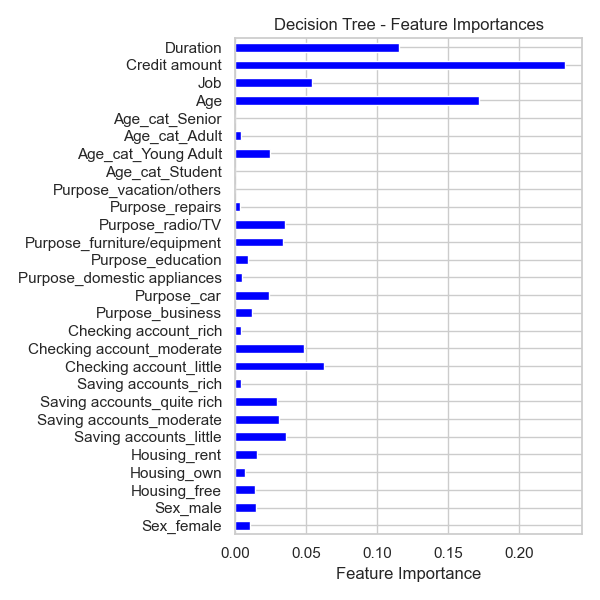 Decision Tree - Feature Importances
Duration
Credit amount
Job
Age
Age_cat_Senior
Age_cat_Adult
Age_cat_Young Adult
Age_cat_Student
Purpose_vacation/others
Purpose_repairs
Purpose_radio/TV
Purpose_furniture/equipment
Purpose_education
Purpose_domestic appliances
Purpose_car
Purpose_business
Checking account_rich
Checking account_moderate
Checking account_little
Saving accounts_rich
Saving accounts_quite rich
Saving accounts_moderate
Saving accounts_little
Housing_rent
Housing_own
Housing_free
Sex_male
Sex_female
0.00 0.05 0.10 0.15 0.20
Feature Importance